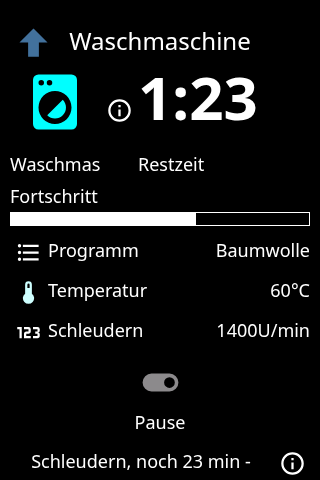 Waschmaschine
1:23
Waschmas Restzeit
Fortschritt
Programm Baumwolle
Temperatur 60°C
123 Schleudern 1400U/min
Pause
Schleudern, noch 23 min -